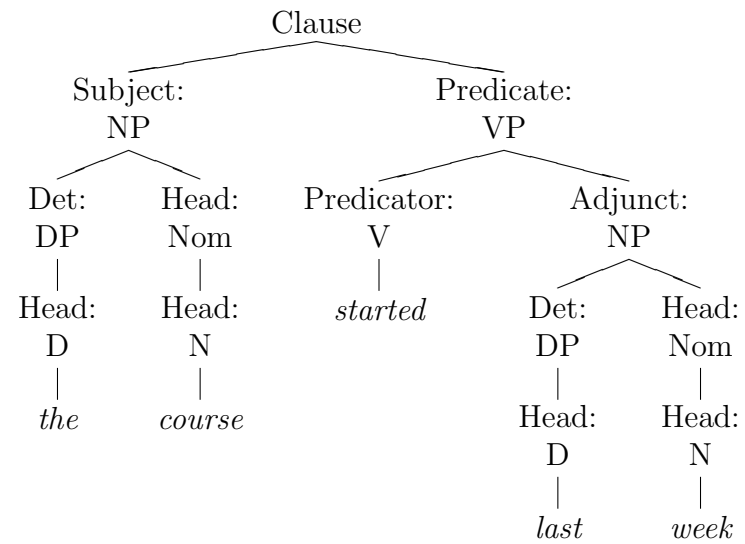 Clause
Subject: Predicate:
NP VP
Det: Head: Predicator: Adjunct:
DP Nom V NP
Head: Head: started Det: Head:
D N DP Nom
the course Head: Head:
D N
last week